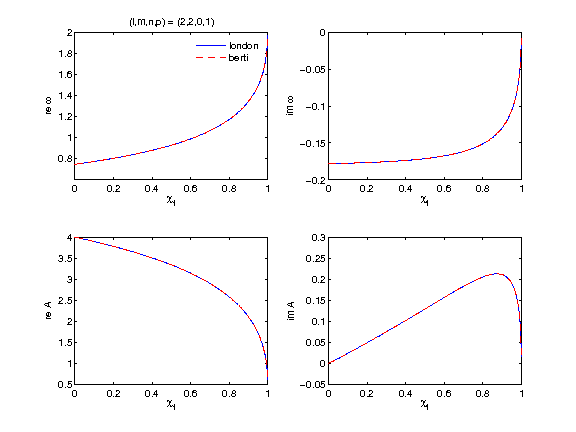 (l,m,n,p) = (2,2,0,1)
2
1.8
1.6
1.4
1.2
1
0.8
re ω
london
berti
0 0.2 0.4 0.6 0.8 1
χf
0
−0.05
−0.1
−0.15
−0.2
im ω
0 0.2 0.4 0.6 0.8 1
χf
4
3.5
3
2.5
2
1.5
1
0.5
re A
0 0.2 0.4 0.6 0.8 1
χf
0.3
0.25
0.2
0.15
0.1
0.05
0
−0.05
im A
0 0.2 0.4 0.6 0.8 1
χf